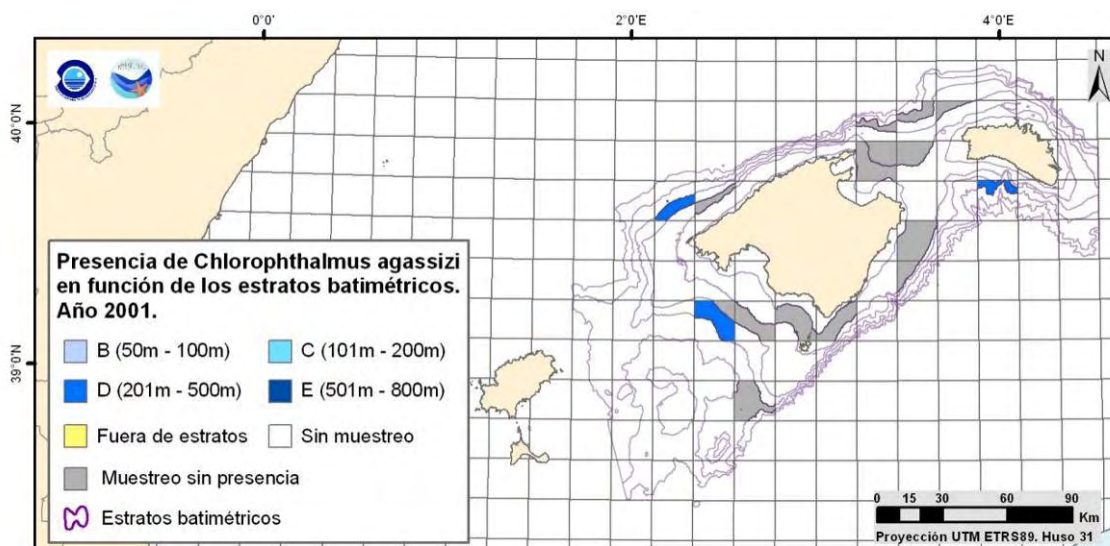 0°0'
2°0'E
4°0'E
N
40°0'N
39°0'N
Presencia de Chlorophthalmus agassizi
en función de los estratos batimétricos.
Año 2001.
B (50m - 100m)
C (101m - 200m)
D (201m - 500m)
E (501m - 800m)
Fuera de estratos
Sin muestreo
Muestreo sin presencia
Estratos batimétricos
0 15 30 60 90
Km
Proyección UTM ETRS89. Huso 31